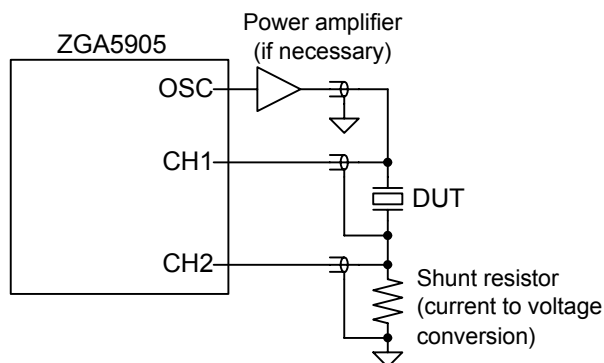 Power amplifier
(if necessary)
ZGA5905
OSC
CH1
DUT
CH2
Shunt resistor
(current to voltage
conversion)